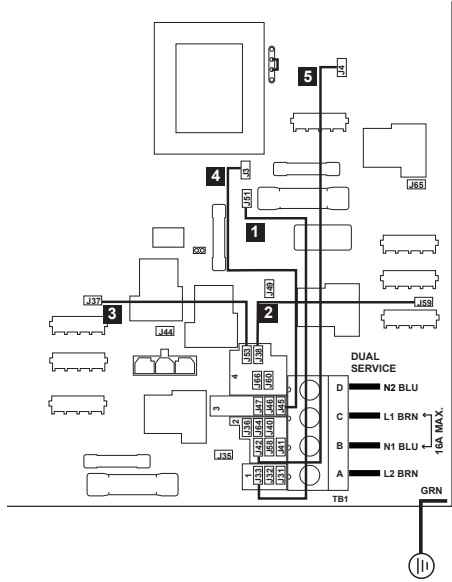 5
J4
4
J3
J51
J65
1
J49
J37
3
2
J59
J44
J53
J38
4
J66
J60
DUAL
SERVICE
D
N2 BLU
3
J47
J46
J45
C
L1 BRN
16A MAX.
2
J36
J64
J40
B
N1 BLU
J52
J58
J41
J35
1
J33
J32
J31
A
L2 BRN
TB1
GRN